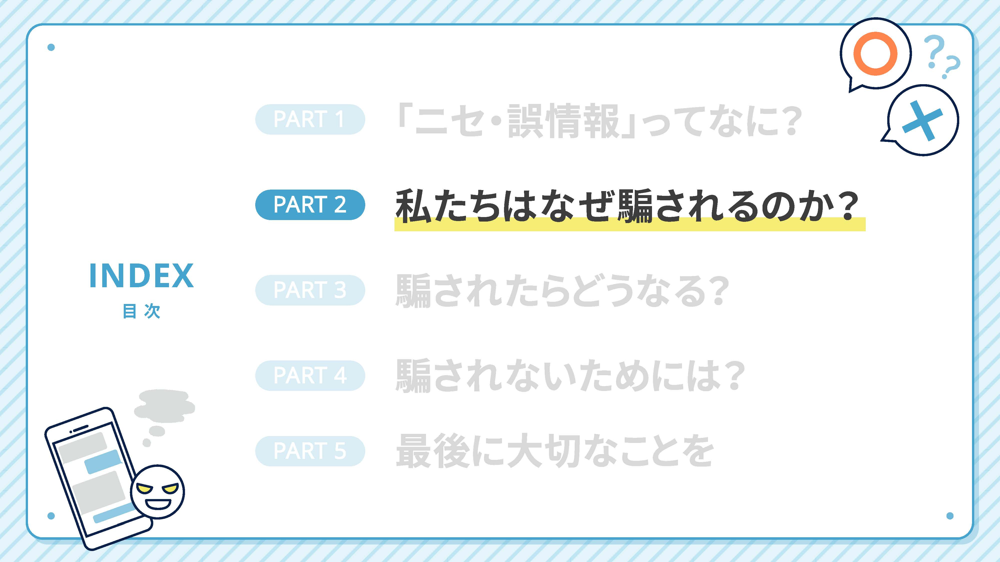 INDEX
目次
PART 1 「ニセ・誤情報」ってなに？
PART 2 私たちはなぜ騙されるのか？
PART 3 騙されたらどうなる？
PART 4 騙されないためには？
PART 5 最後に大切なことを
??